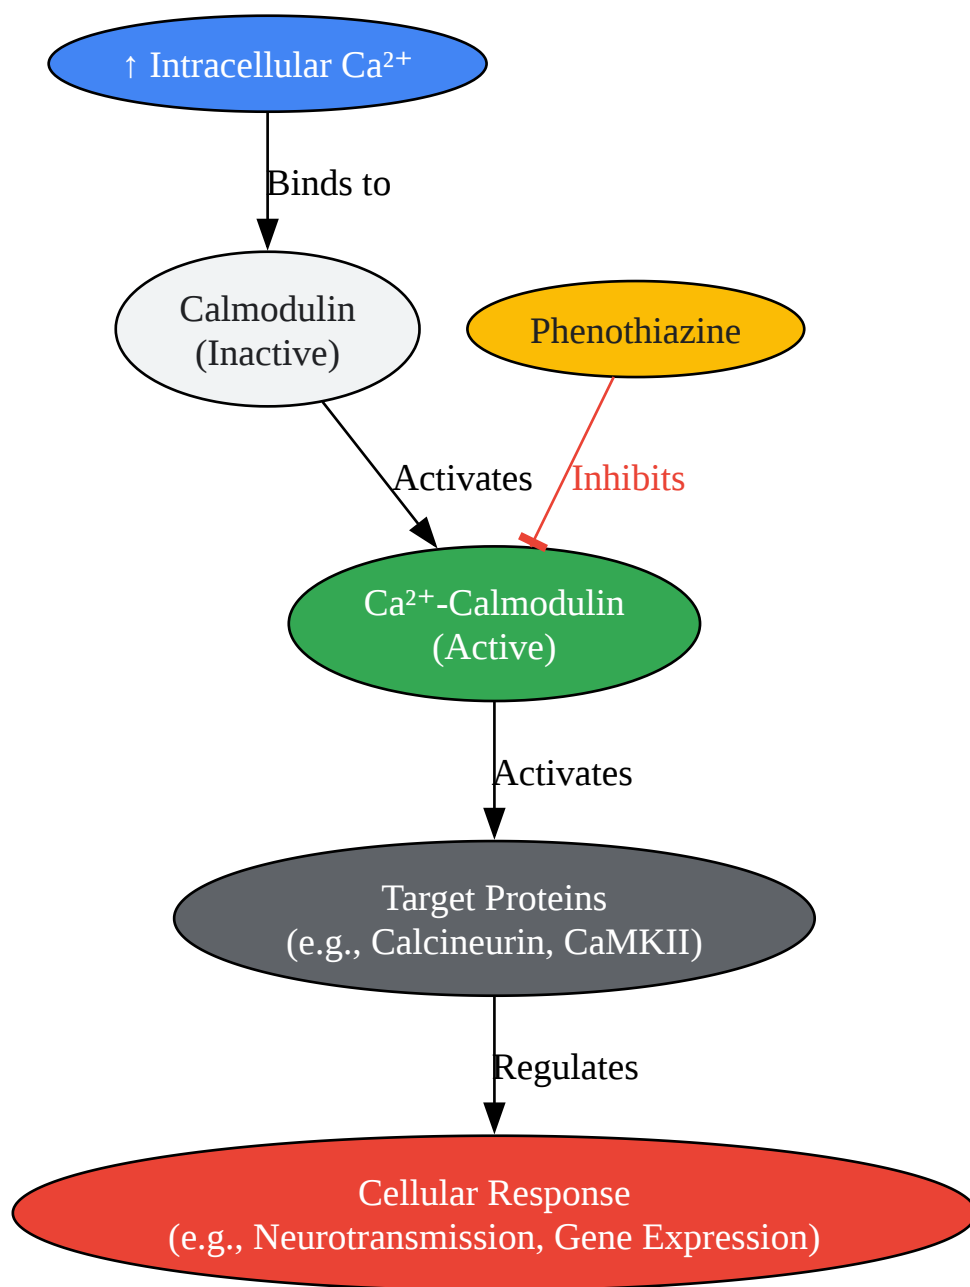 ↑ Intracellular Ca²⁺
Binds to
Calmodulin
(Inactive)
Phenothiazine
Activates
Inhibits
Ca²⁺-Calmodulin
(Active)
Activates
Target Proteins
(e.g., Calcineurin, CaMKII)
Regulates
Cellular Response
(e.g., Neurotransmission, Gene Expression)